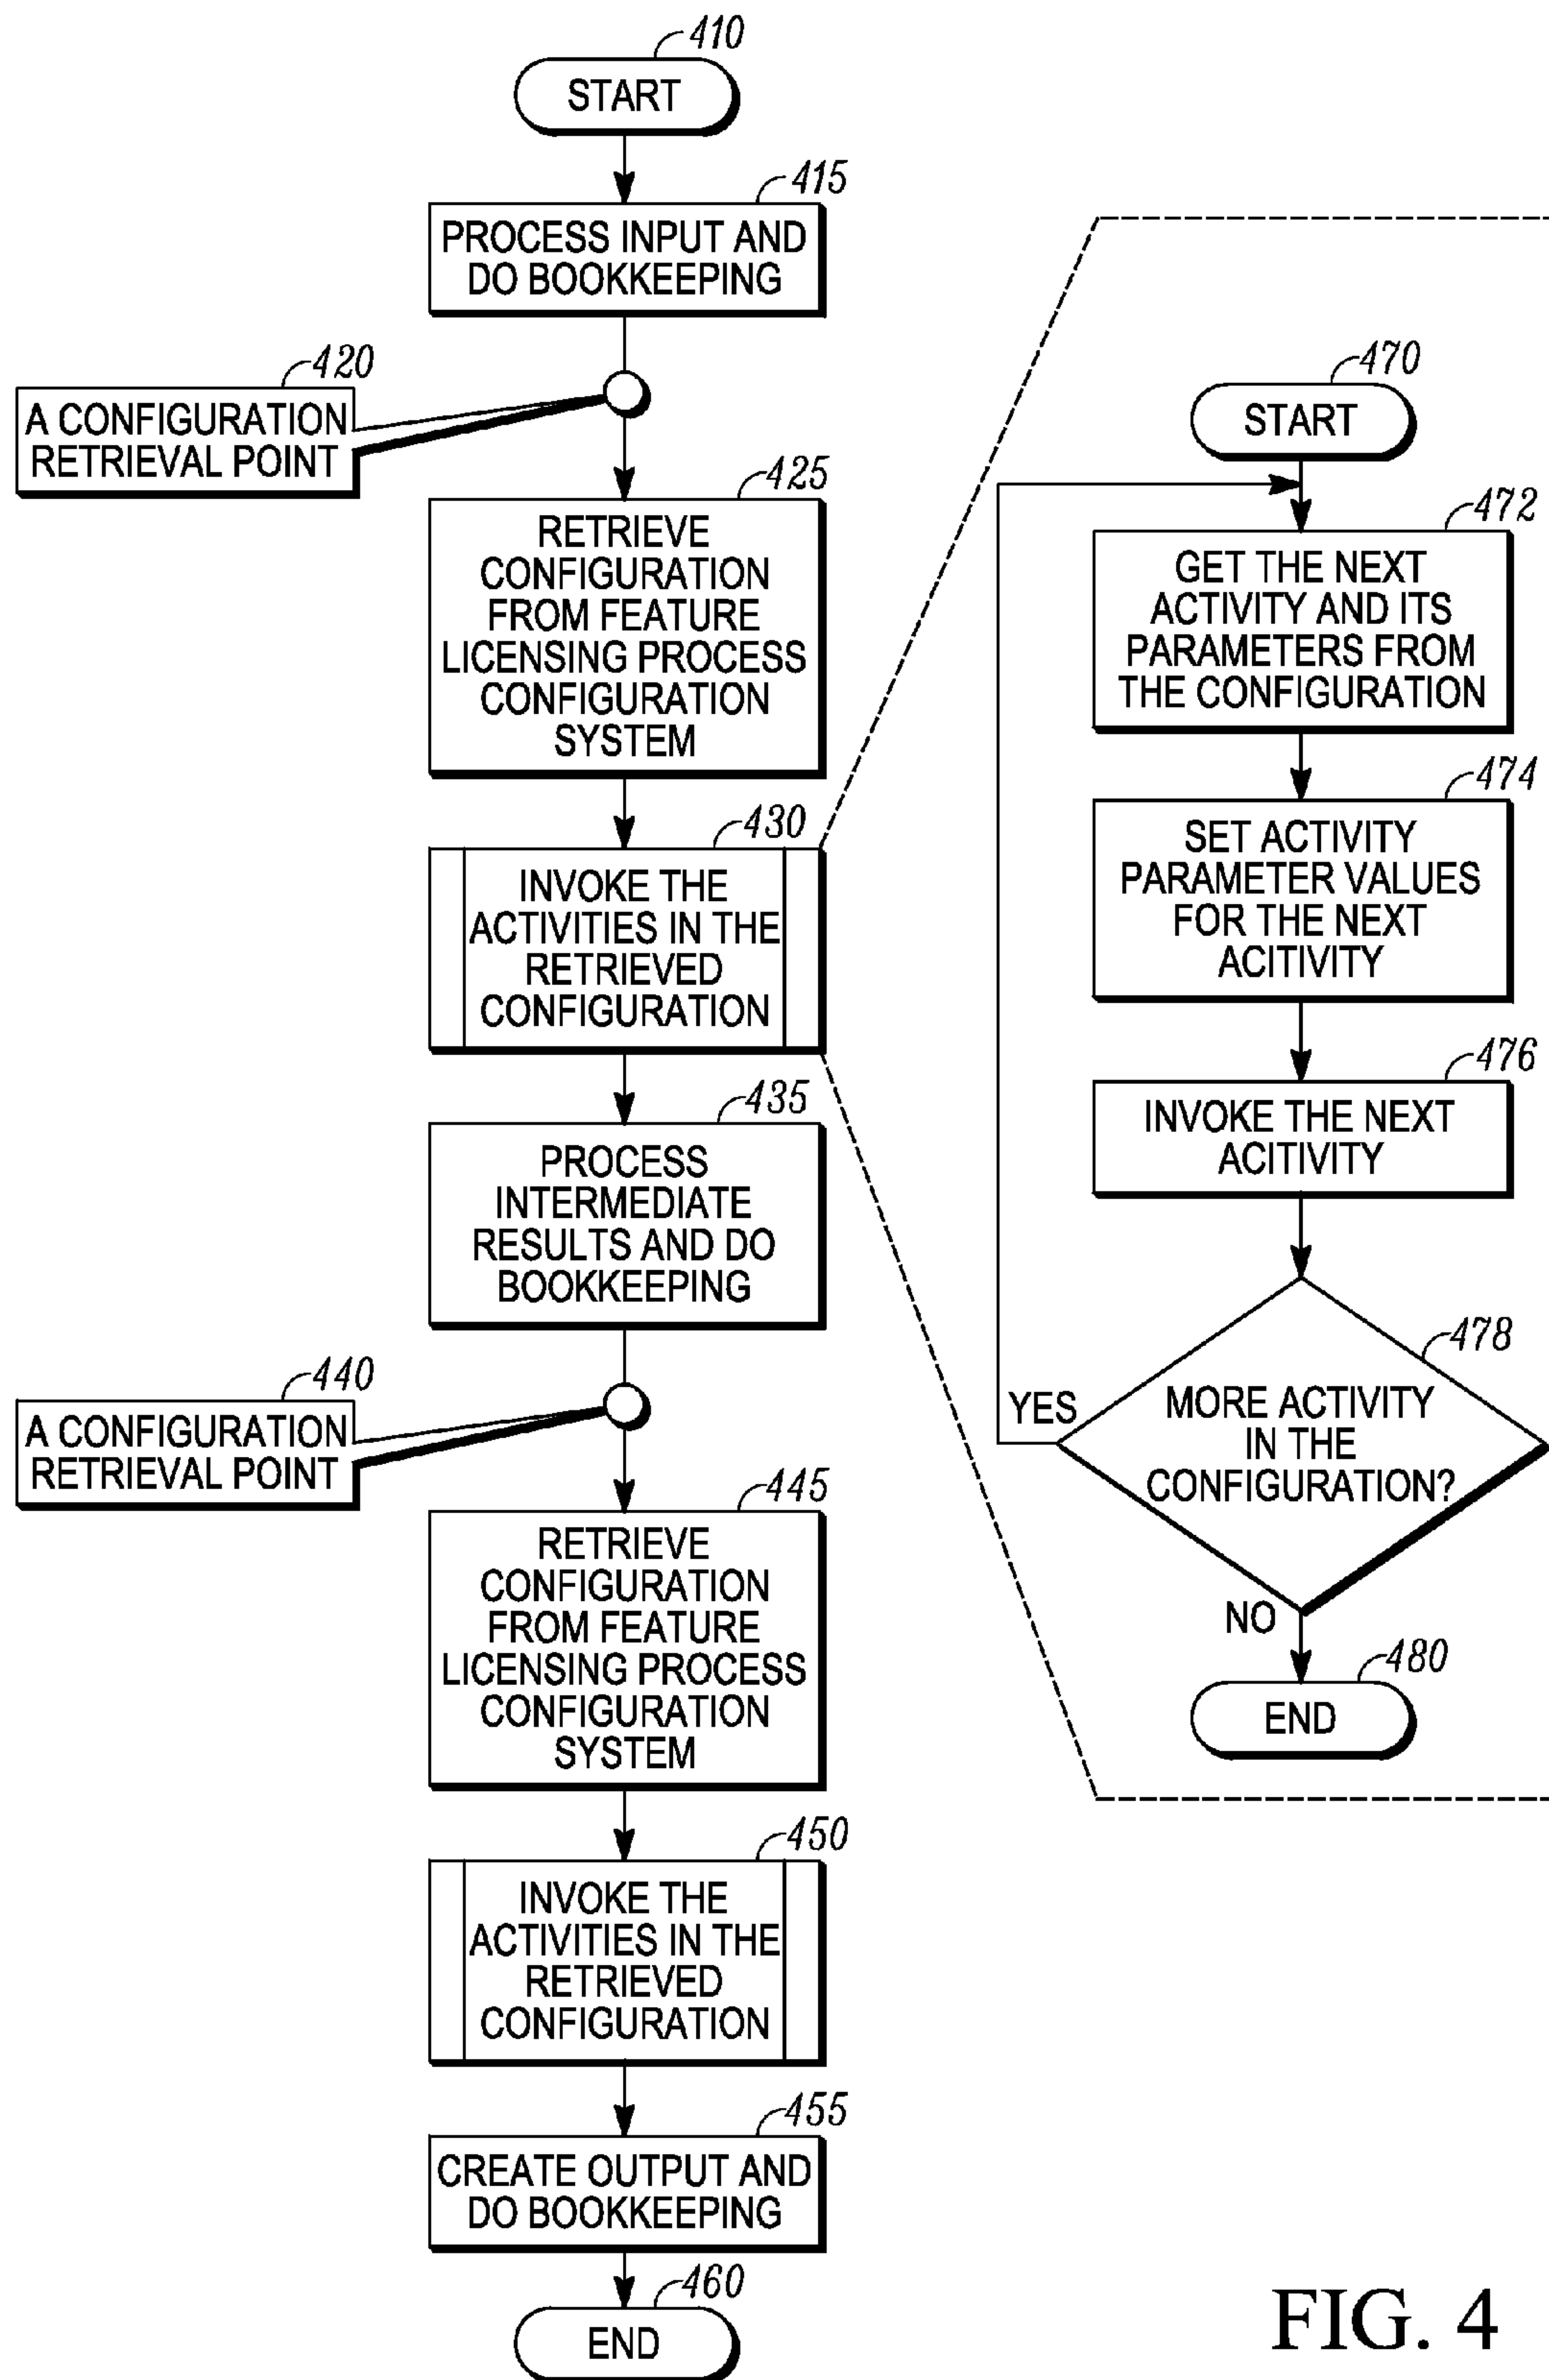 410
START
415
PROCESS INPUT AND
DO BOOKKEEPING
420
A CONFIGURATION
RETRIEVAL POINT
425
RETRIEVE
CONFIGURATION
FROM FEATURE
LICENSING PROCESS
CONFIGURATION
SYSTEM
430
INVOKE THE
ACTIVITIES IN THE
RETRIEVED
CONFIGURATION
435
PROCESS
INTERMEDIATE
RESULTS AND DO
BOOKKEEPING
440
A CONFIGURATION
RETRIEVAL POINT
445
RETRIEVE
CONFIGURATION
FROM FEATURE
LICENSING PROCESS
CONFIGURATION
SYSTEM
450
INVOKE THE
ACTIVITIES IN THE
RETRIEVED
CONFIGURATION
455
CREATE OUTPUT AND
DO BOOKKEEPING
460
END
470
START
472
GET THE NEXT
ACTIVITY AND ITS
PARAMETERS FROM
THE CONFIGURATION
474
SET ACTIVITY
PARAMETER VALUES
FOR THE NEXT
ACITIVITY
476
INVOKE THE NEXT
ACITIVITY
478
YES
MORE ACTIVITY
IN THE
CONFIGURATION?
NO
480
END
FIG. 4